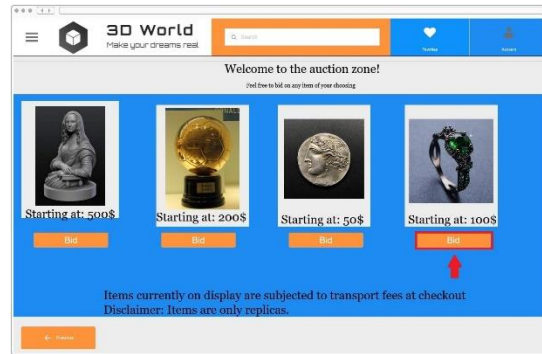 3D World
Make your dreams real
Search
Welcome to the auction zone!
Feel free to bid on any item of your choosing
Starting at: 500$
Starting at: 200$
Starting at: 50$
Starting at: 100$
Bid
Bid
Bid
Bid
Items currently on display are subjected to transport fees at checkout
Disclaimer: Items are only replicas.